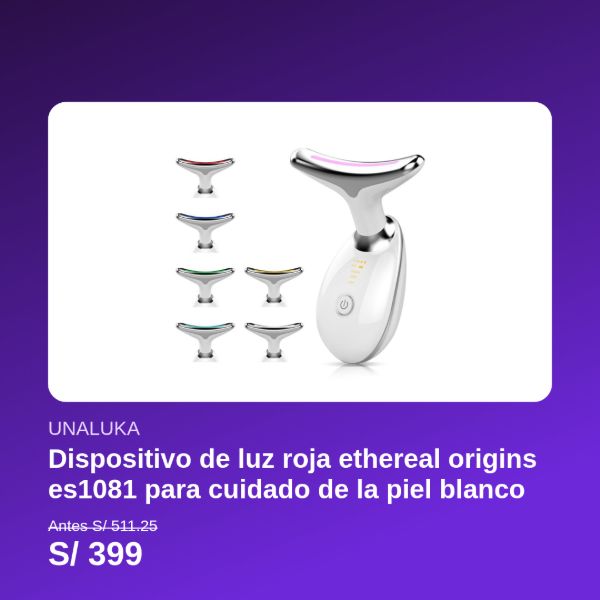 UNALUKA
Dispositivo de luz roja ethereal origins
es1081 para cuidado de la piel blanco
Antes S/ 511.25
S/ 399